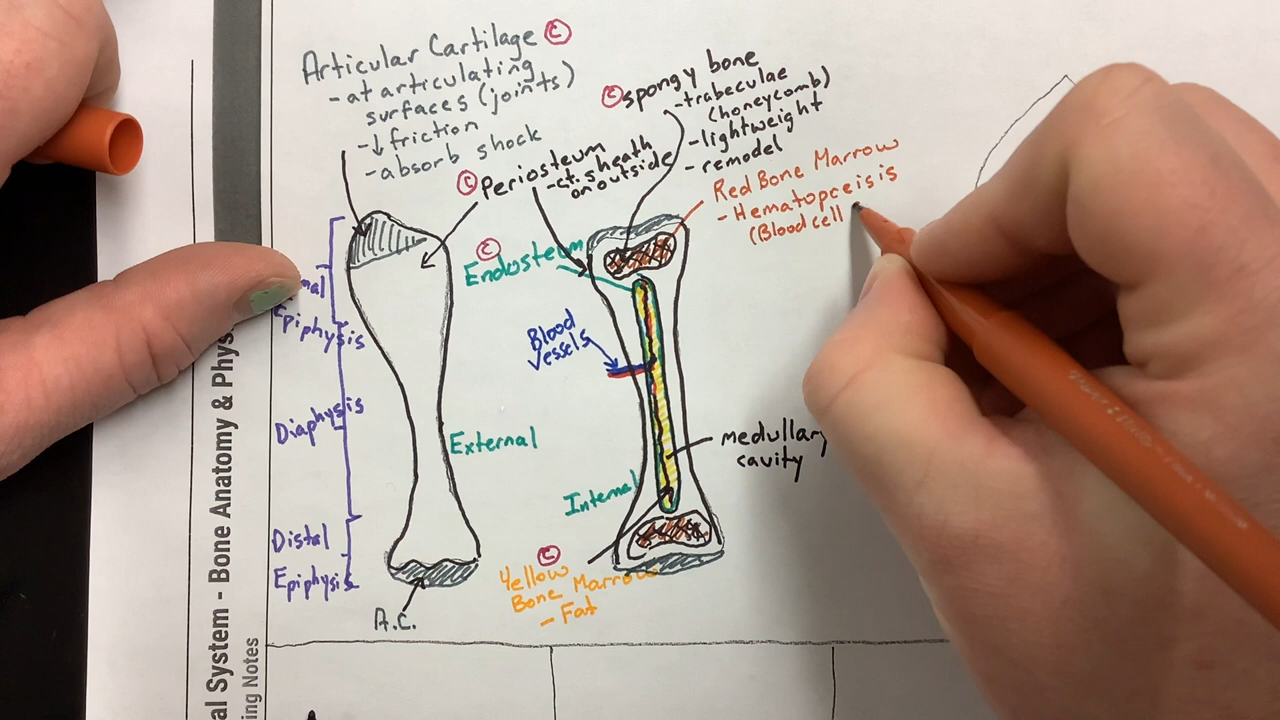 Articular Cartilage ©
- at articulating
surfaces (joints)
- ↓ friction
- absorb shock
© spongy bone
- trabeculae
(honeycomb)
- lightweight
- remodel
© Periosteum
- ct. sheath
on outside
Red Bone Marrow
- Hematopoeisis
(Blood cell
© Endosteum
mal
Epiphysis
Blood
Vessels
Diaphysis
External
medullary
cavity
Internal
Distal
Epiphysis
©
Yellow
Bone Marrow
- Fat
A.C.
al System - Bone Anatomy & Phys
ing Notes